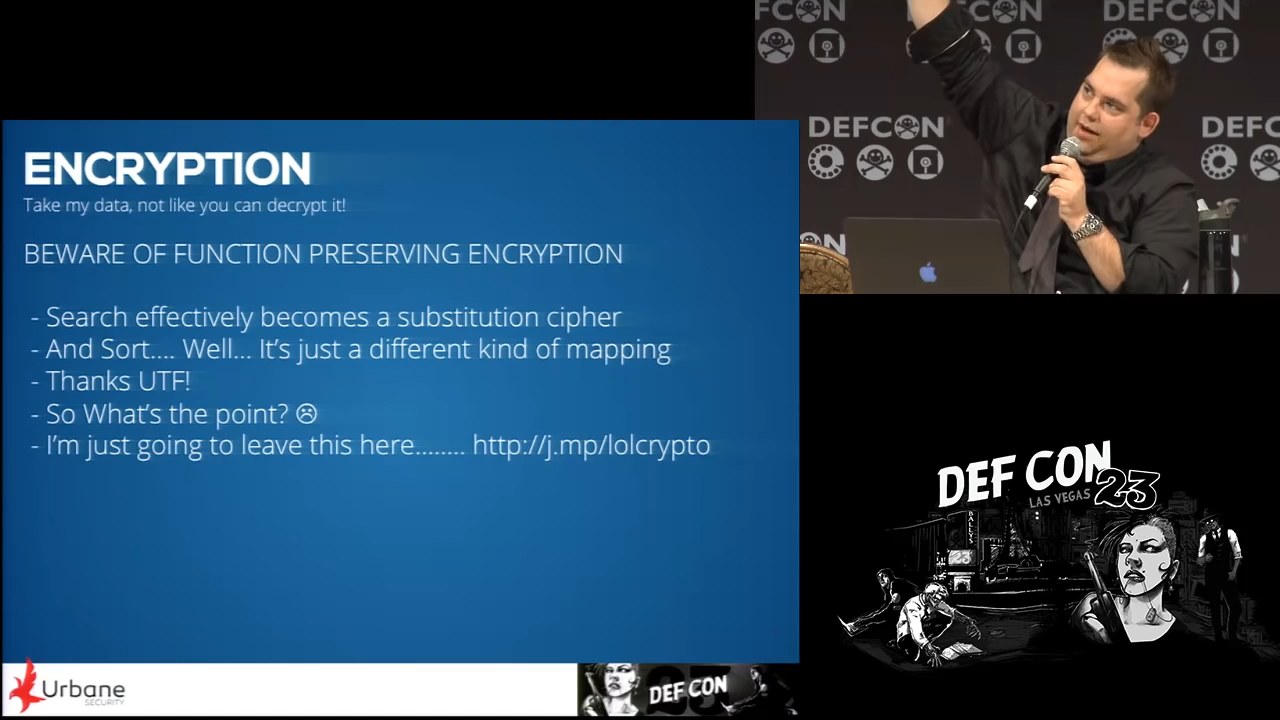 DEFCON
DEFCON
DEFCON
DEFCON
ENCRYPTION
Take my data, not like you can decrypt it!
BEWARE OF FUNCTION PRESERVING ENCRYPTION
- Search effectively becomes a substitution cipher
- And Sort.... Well... It's just a different kind of mapping
- Thanks UTF!
- So What's the point? ☹
- I'm just going to leave this here........ http://j.mp/lolcrypto
DEF CON 23
LAS VEGAS
BALLYS
23
Urbane
SECURITY
DEF CON